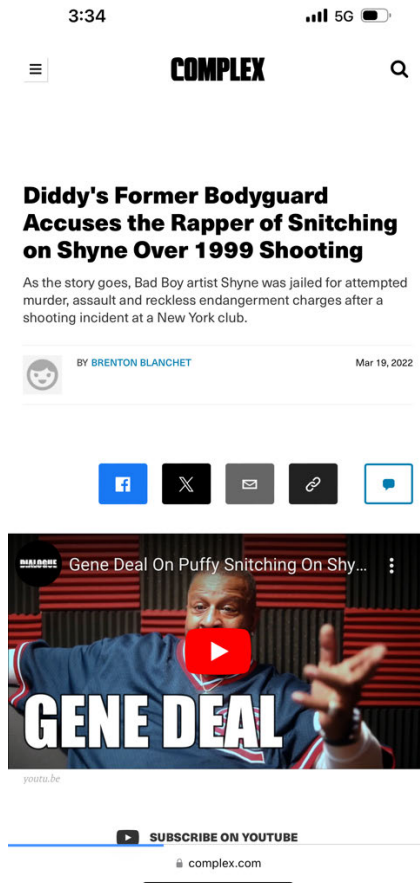 3:34
5G
COMPLEX
Diddy's Former Bodyguard
Accuses the Rapper of Snitching
on Shyne Over 1999 Shooting
As the story goes, Bad Boy artist Shyne was jailed for attempted
murder, assault and reckless endangerment charges after a
shooting incident at a New York club.
BY BRENTON BLANCHET
Mar 19, 2022
DIALOGUE
Gene Deal On Puffy Snitching On Shy...
GENE DEAL
youtu.be
SUBSCRIBE ON YOUTUBE
complex.com